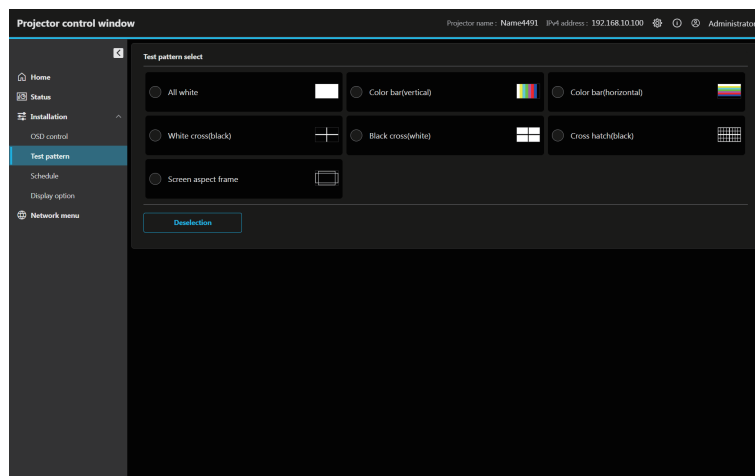 Projector control window
Projector name : Name4491 IPv4 address : 192.168.10.100 Administrator
Home
Status
Installation
OSD control
Test pattern
Schedule
Display option
Network menu
Test pattern select
All white
Color bar(vertical)
Color bar(horizontal)
White cross(black)
Black cross(white)
Cross hatch(black)
Screen aspect frame
Deselection